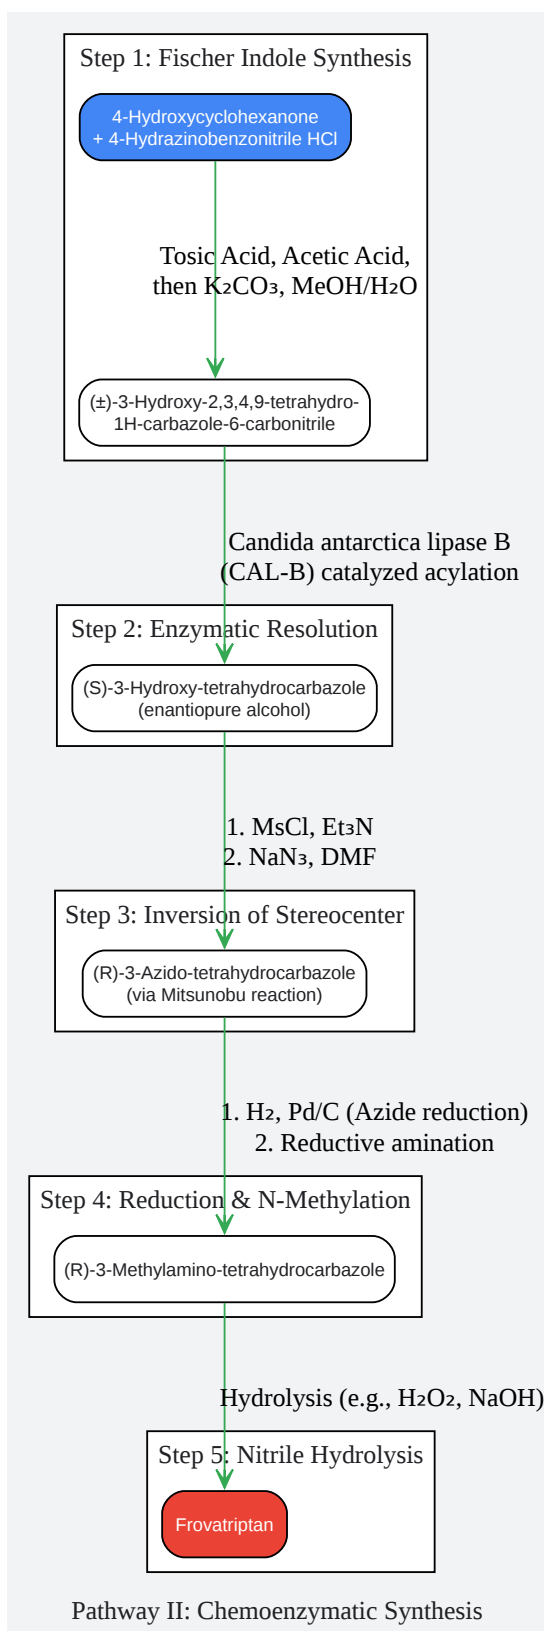 Step 1: Fischer Indole Synthesis
4-Hydroxycyclohexanone
+ 4-Hydrazinobenzonitrile HCl
Tosic Acid, Acetic Acid,
then K₂CO₃, MeOH/H₂O
(±)-3-Hydroxy-2,3,4,9-tetrahydro-
1H-carbazole-6-carbonitrile
Candida antarctica lipase B
(CAL-B) catalyzed acylation
Step 2: Enzymatic Resolution
(S)-3-Hydroxy-tetrahydrocarbazole
(enantiopure alcohol)
1. MsCl, Et₃N
2. NaN₃, DMF
Step 3: Inversion of Stereocenter
(R)-3-Azido-tetrahydrocarbazole
(via Mitsunobu reaction)
1. H₂, Pd/C (Azide reduction)
2. Reductive amination
Step 4: Reduction & N-Methylation
(R)-3-Methylamino-tetrahydrocarbazole
Hydrolysis (e.g., H₂O₂, NaOH)
Step 5: Nitrile Hydrolysis
Frovatriptan
Pathway II: Chemoenzymatic Synthesis